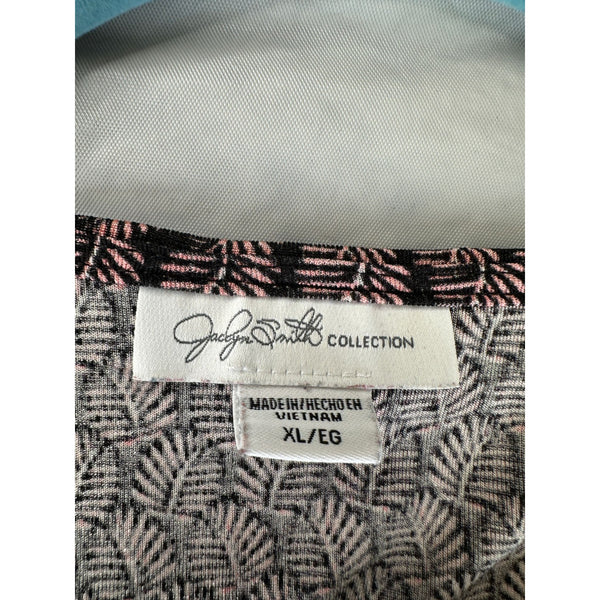 Jaclyn Smith COLLECTION
MADE IN/HECHO EN
VIETNAM
XL/EG